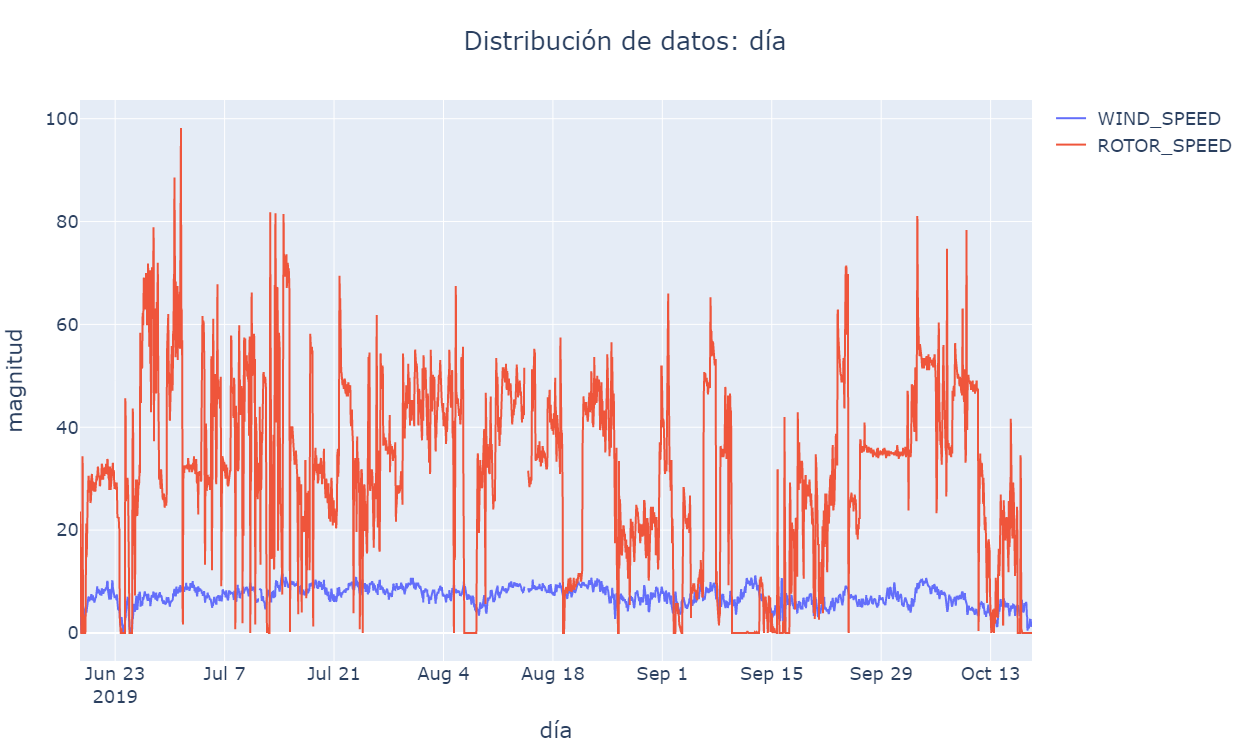 Distribución de datos: día
WIND_SPEED
ROTOR_SPEED
magnitud
100
80
60
40
20
0
Jun 23
2019
Jul 7
Jul 21
Aug 4
Aug 18
Sep 1
Sep 15
Sep 29
Oct 13
día